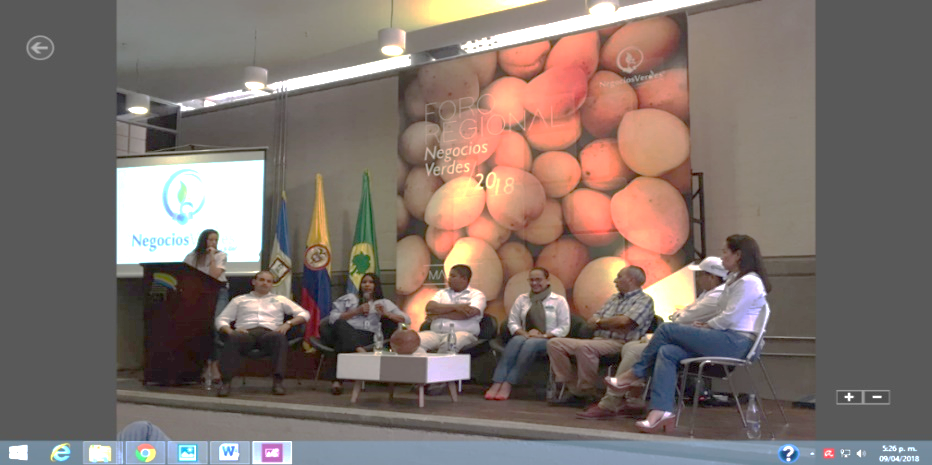 FORO
REGIONAL
Negocios
Verdes
2018
NegociosVerdes
Negocios
5:26 p. m.
09/04/2018